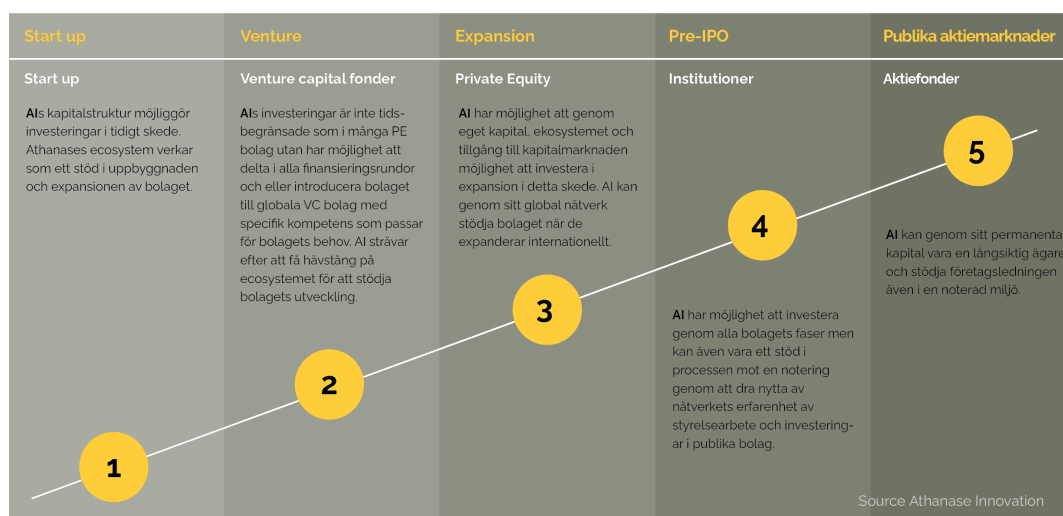 Start up
Venture
Expansion
Pre-IPO
Publika aktiemarknader
Start up
AIs kapitalstruktur möjliggör
investeringar i tidigt skede.
Athanases ecosystem verkar
som ett stöd i uppbyggnaden
och expansionen av bolaget.
1
Venture capital fonder
AIs investeringar är inte tids-
begränsade som i många PE
bolag utan har möjlighet att
delta i alla finansieringsrundor
och eller introducera bolaget
till globala VC bolag med
specifik kompetens som passar
för bolagets behov. AI strävar
efter att få hävstång på
ecosystemet för att stödja
bolagets utveckling.
2
Private Equity
AI har möjlighet att genom
eget kapital, ekosystemet och
tillgång till kapitalmarknaden
möjlighet att investera i
expansion i detta skede. AI kan
genom sitt global nätverk
stödja bolaget när de
expanderar internationellt.
3
Institutioner
4
AI har möjlighet att investera
genom alla bolagets faser men
kan även vara ett stöd i
processen mot en notering
genom att dra nytta av
nätverkets erfarenhet av
styrelsearbete och investering-
ar i publika bolag.
Aktiefonder
5
AI kan genom sitt permanenta
kapital vara en långsiktig ägare
och stödja företagsledningen
även i en noterad miljö.
Source Athanase Innovation